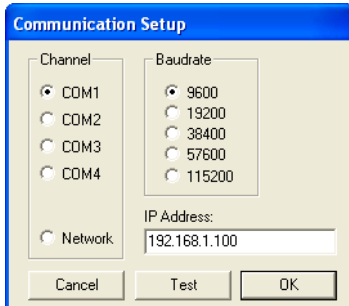 Communication Setup
Channel
COM1
COM2
COM3
COM4
Network
Baudrate
9600
19200
38400
57600
115200
IP Address:
192.168.1.100
Cancel
Test
OK